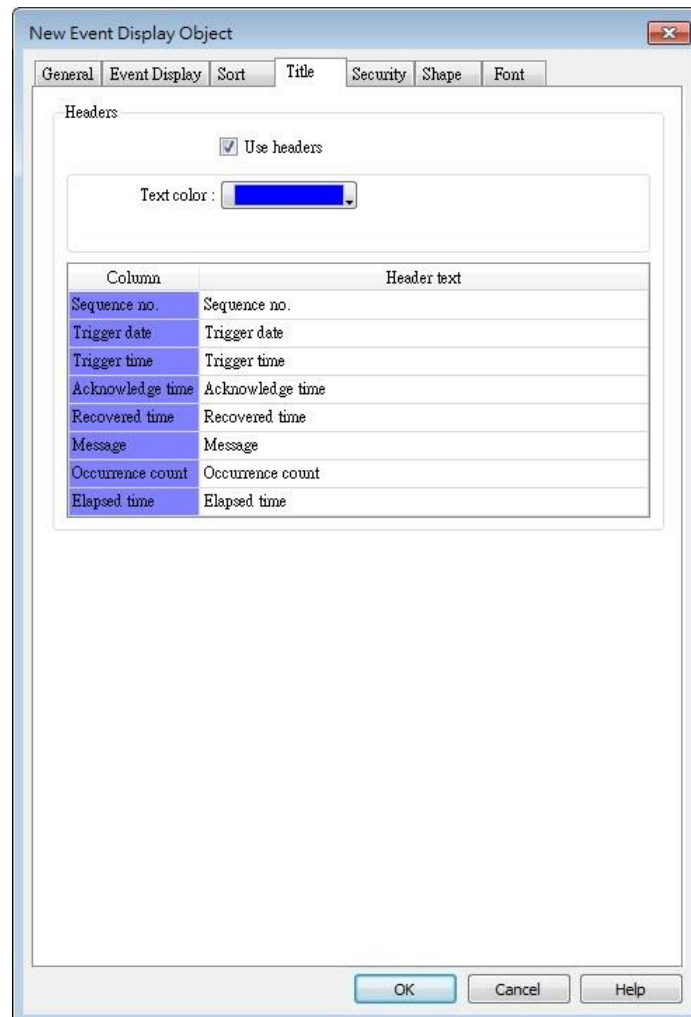 New Event Display Object
General Event Display Sort Title Security Shape Font
Headers
Use headers
Text color :
Column Header text
Sequence no. Sequence no.
Trigger date Trigger date
Trigger time Trigger time
Acknowledge time Acknowledge time
Recovered time Recovered time
Message Message
Occurrence count Occurrence count
Elapsed time Elapsed time
OK Cancel Help